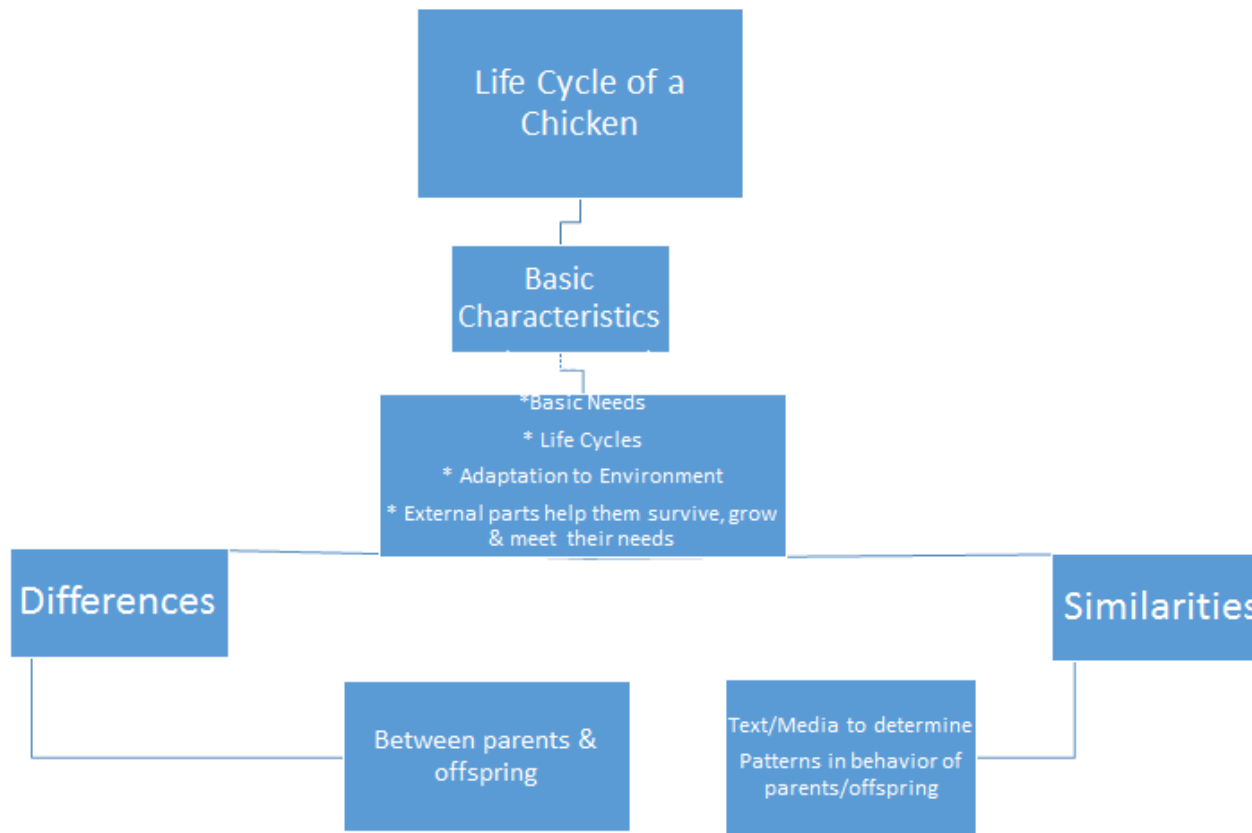 Life Cycle of a
Chicken
Basic
Characteristics
*Basic Needs
* Life Cycles
* Adaptation to Environment
* External parts help them survive, grow
& meet their needs
Differences
Similarities
Between parents &
offspring
Text/Media to determine
Patterns in behavior of
parents/offspring